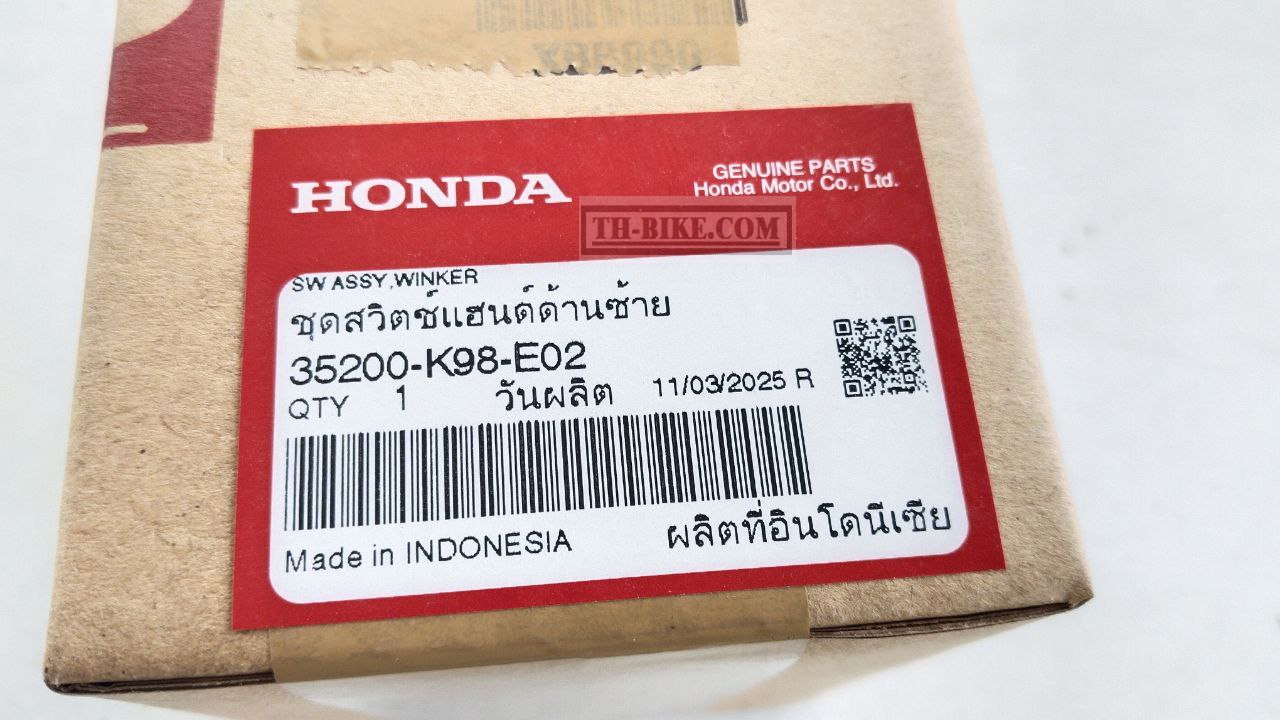 HONDA
GENUINE PARTS
Honda Motor Co., Ltd.
TH-BIKE.COM
SW ASSY,WINKER
ชุดสวิตช์แฮนด์ด้านซ้าย
35200-K98-E02
QTY 1 วันผลิต 11/03/2025 R
Made in INDONESIA ผลิตที่อินโดนีเซีย